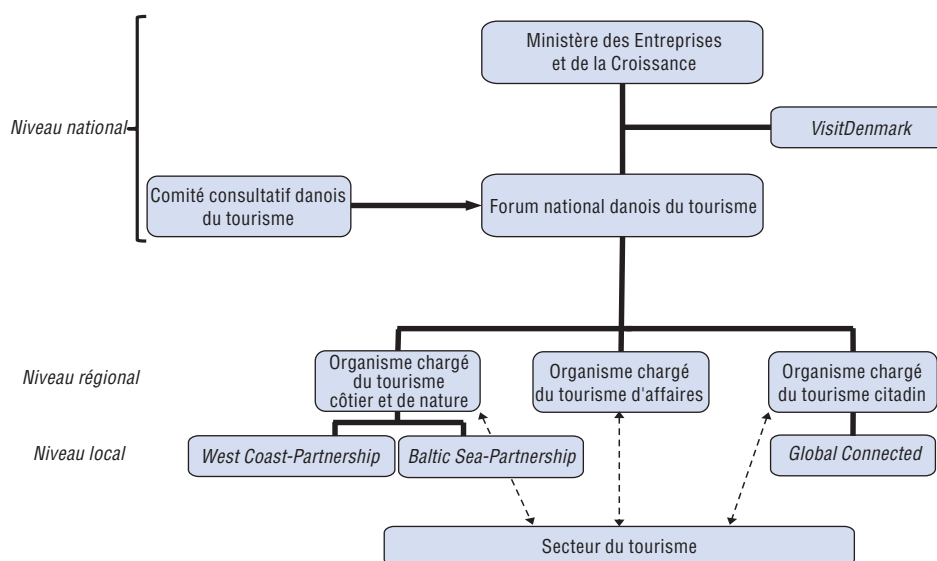 Ministère des Entreprises
et de la Croissance
Niveau national
VisitDenmark
Comité consultatif danois
du tourisme
Forum national danois du tourisme
Niveau régional
Organisme chargé
du tourisme
côtier et de nature
Organisme chargé
du tourisme d'affaires
Organisme chargé
du tourisme citadin
Niveau local
West Coast-Partnership
Baltic Sea-Partnership
Global Connected
Secteur du tourisme